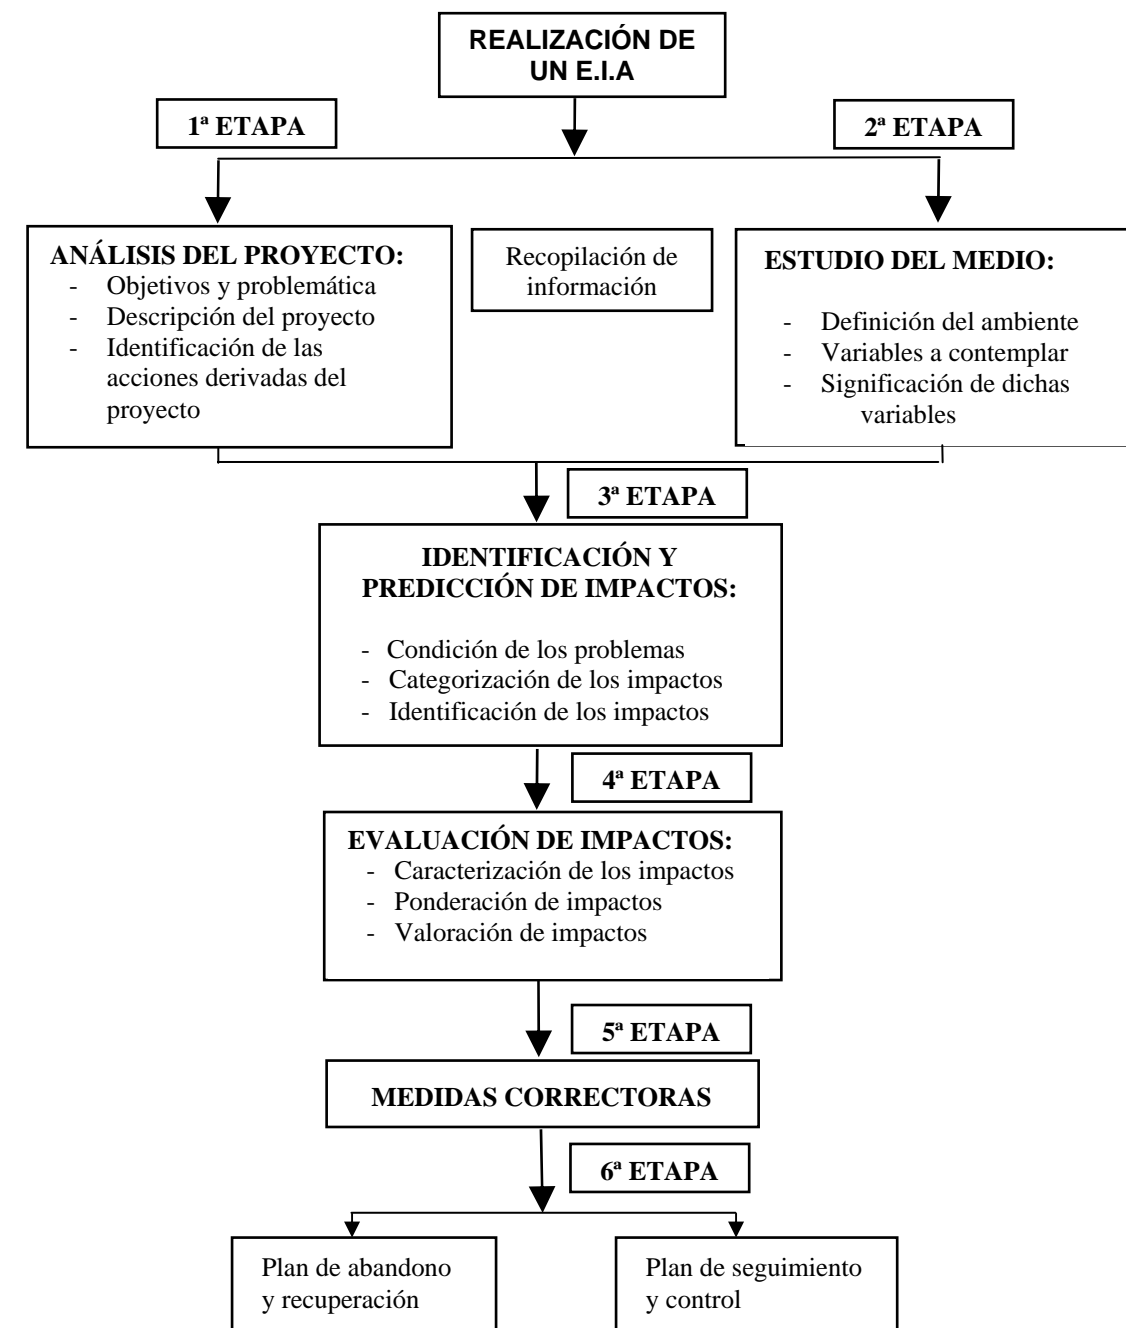 REALIZACIÓN DE
UN E.I.A
1ª ETAPA
2ª ETAPA
ANÁLISIS DEL PROYECTO:
- Objetivos y problemática
- Descripción del proyecto
- Identificación de las
acciones derivadas del
proyecto
Recopilación de
información
ESTUDIO DEL MEDIO:
- Definición del ambiente
- Variables a contemplar
- Significación de dichas
variables
3ª ETAPA
IDENTIFICACIÓN Y
PREDICCIÓN DE IMPACTOS:
- Condición de los problemas
- Categorización de los impactos
- Identificación de los impactos
4ª ETAPA
EVALUACIÓN DE IMPACTOS:
- Caracterización de los impactos
- Ponderación de impactos
- Valoración de impactos
5ª ETAPA
MEDIDAS CORRECTORAS
6ª ETAPA
Plan de abandono
y recuperación
Plan de seguimiento
y control